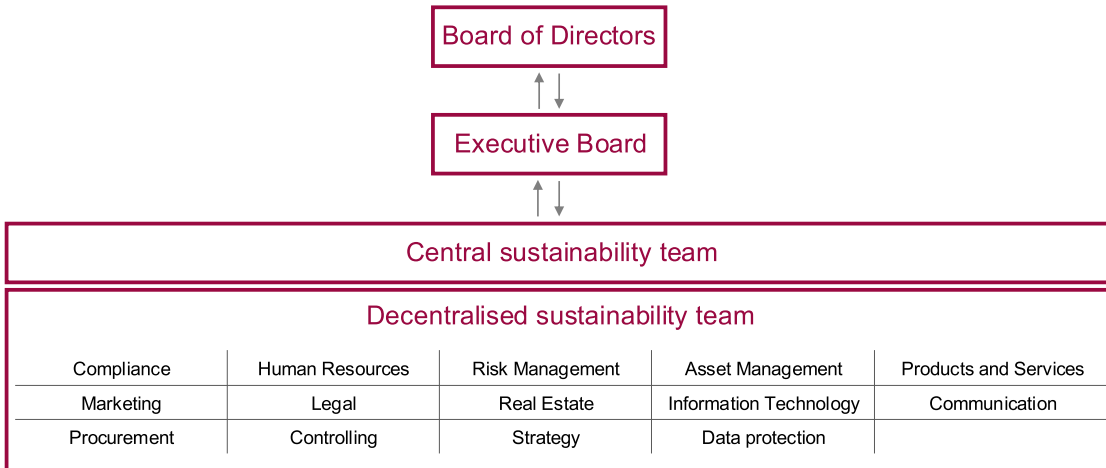 Board of Directors
Executive Board
Central sustainability team
Decentralised sustainability team
Compliance Human Resources Risk Management Asset Management Products and Services
Marketing Legal Real Estate Information Technology Communication
Procurement Controlling Strategy Data protection